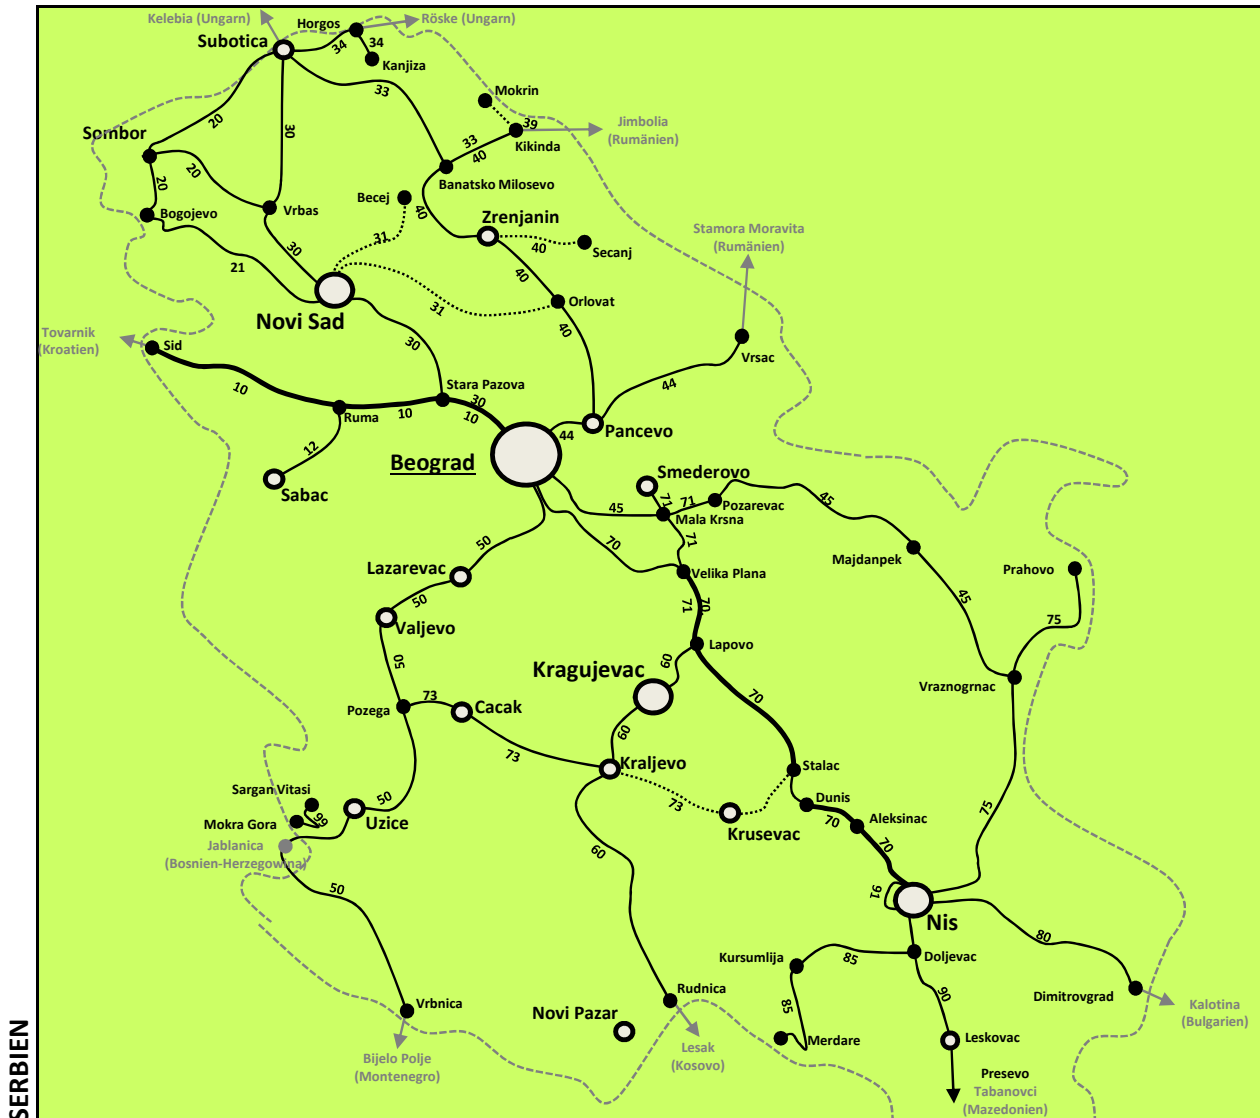 Kelebia (Ungarn)
Horgos
Röske (Ungarn)
Subotica
34
34
Kanjiza
33
Mokrin
20
30
39
Jimbolia
(Rumänien)
Sombor
33
Kikinda
40
20
Banatsko Milosevo
20
Becej
40
Bogojevo
Vrbas
Zrenjanin
Stamora Moravita
(Rumänien)
31
40
Secanj
30
21
40
Orlovat
31
Novi Sad
40
Tovarnik
(Kroatien)
Sid
30
Vrsac
10
Stara Pazova
44
30
10
10
Ruma
44
Pancevo
12
Beograd
Smederovo
Sabac
71
71
Pozarevac
45
45
Mala Krsna
70
71
50
Majdanpek
Prahovo
Lazarevac
Velika Plana
50
71
70
45
Valjevo
75
Lapovo
50
60
Kragujevac
70
Vraznogrnac
73
Pozega
Cacak
60
73
Kraljevo
Stalac
Sargan Vitasi
50
73
Dunis
75
99
Mokra Gora
Uzice
Krusevac
70
Aleksinac
70
Jablanica
(Bosnien-Herzegowina)
60
50
91
Nis
80
Kursumlija
85
Doljevac
90
Vrbnica
Rudnica
85
Dimitrovgrad
Kalotina
(Bulgarien)
Novi Pazar
Merdare
Leskovac
Lesak
(Kosovo)
Bijelo Polje
(Montenegro)
Presevo
Tabanovci
(Mazedonien)
SERBIEN